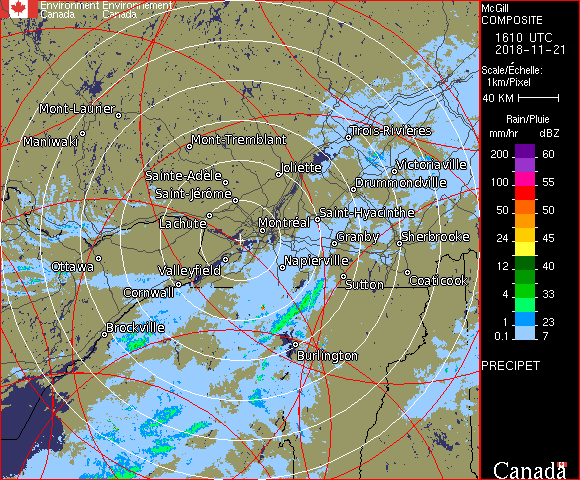 Environment Environnement
Canada Canada
McGill
COMPOSITE
1610 UTC
2018-11-21
Scale/Échelle:
1km/Pixel
40 KM
Rain/Pluie
mm/hr dBZ
200 60
100 55
50 50
24 45
12 40
4 33
1 23
0.1 7
PRECIPET
Mont-Laurier
Maniwaki
Mont-Tremblant
Trois-Rivières
Joliette
Victoriaville
Sainte-Adèle
Drummondville
Saint-Jérôme
Saint-Hyacinthe
Lachute
Montréal
Granby
Sherbrooke
Ottawa
Valleyfield
Napierville
Sutton
Coaticook
Cornwall
Brockville
Burlington
Canada